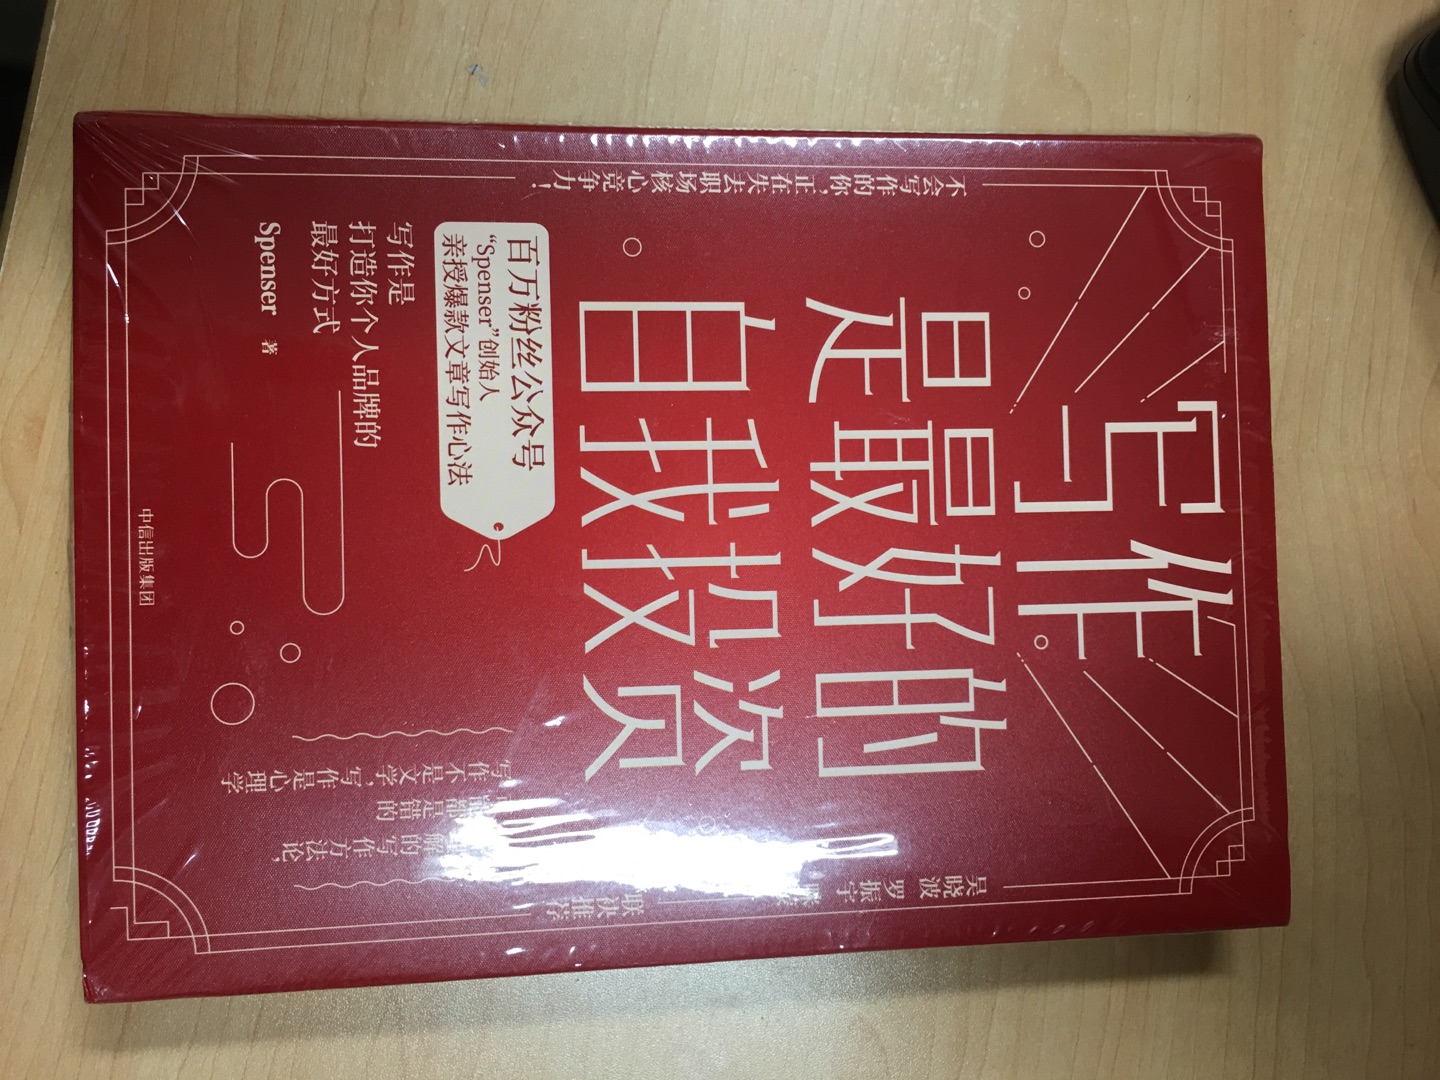 写作
是最好的
自我投资
不会写作的你，正在失去职场核心竞争力！
百万粉丝公众号
“Spenser”创始人
亲授爆款文章写作心法
写作是
打造你个人品牌的
最好方式
Spenser 著
中信出版集团
吴晓波 罗振宇
联袂推荐
的写作方法论，
都是错的
写作不是文学，写作是心理学